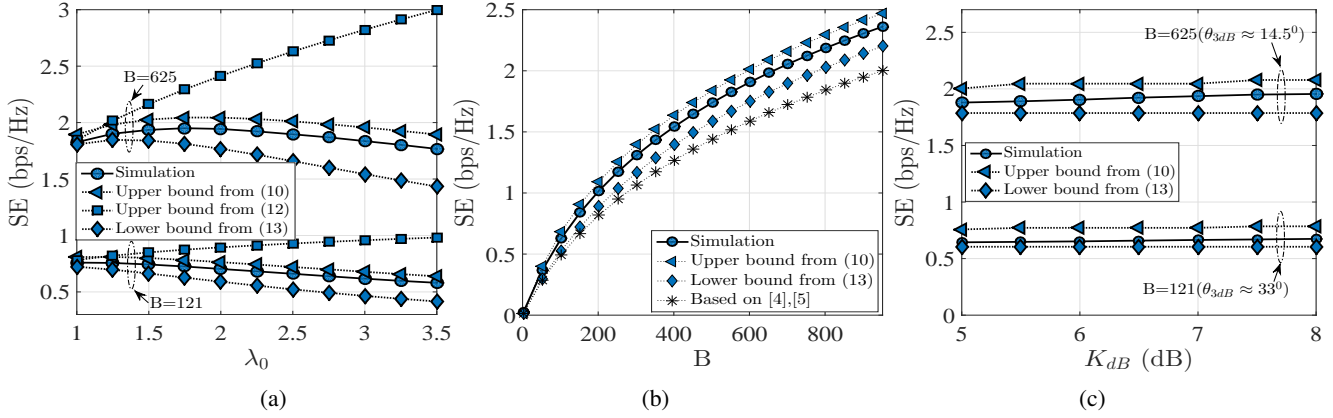 3
2.5
2
1.5
1
0.5
SE (bps/Hz)
B=625
Simulation
Upper bound from (10)
Upper bound from (12)
Lower bound from (13)
B=121
1
1.5
2
2.5
3
3.5
λ0
(a)
2.5
2
1.5
1
0.5
0
SE (bps/Hz)
Simulation
Upper bound from (10)
Lower bound from (13)
Based on [4],[5]
0
200
400
600
800
B
(b)
2.5
2
1.5
1
0.5
0
SE (bps/Hz)
B=625(θ3dB ≈ 14.5⁰)
Simulation
Upper bound from (10)
Lower bound from (13)
B=121(θ3dB ≈ 33⁰)
5
6
7
8
KdB (dB)
(c)